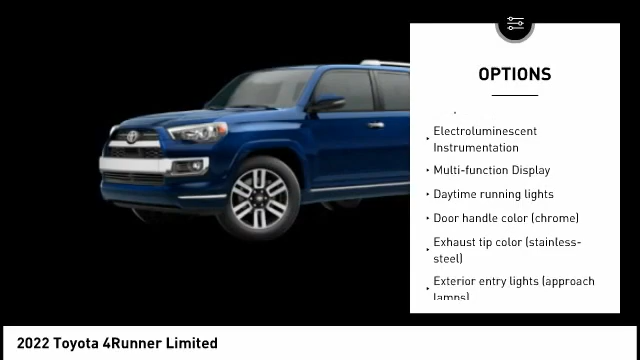 OPTIONS
Electroluminescent
Instrumentation
Multi-function Display
Daytime running lights
Door handle color (chrome)
Exhaust tip color (stainless-
steel)
Exterior entry lights (approach
lamps)
2022 Toyota 4Runner Limited